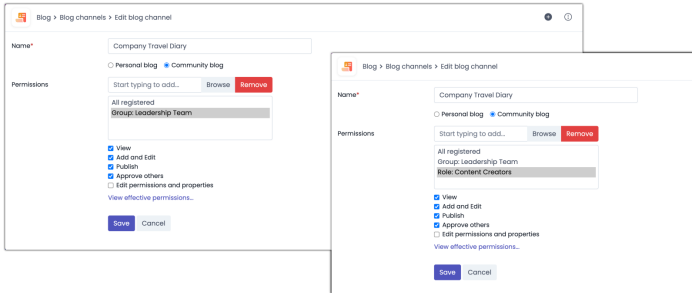 Blog > Blog channels > Edit blog channel
Name*
Company Travel Diary
Personal blog
Community blog
Permissions
Start typing to add...
Browse
Remove
All registered
Group: Leadership Team
View
Add and Edit
Publish
Approve others
Edit permissions and properties
View effective permissions...
Save
Cancel
Blog > Blog channels > Edit blog channel
Name*
Company Travel Diary
Personal blog
Community blog
Permissions
Start typing to add...
Browse
Remove
All registered
Group: Leadership Team
Role: Content Creators
View
Add and Edit
Publish
Approve others
Edit permissions and properties
View effective permissions...
Save
Cancel